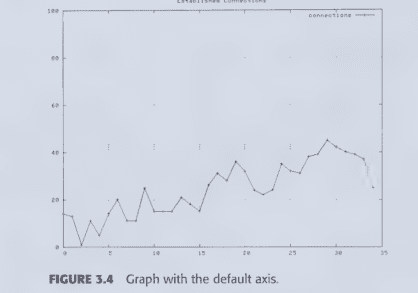 Established Connections
100
connections
80
60
40
20
0
0 5 10 15 20 25 30 35
FIGURE 3.4 Graph with the default axis.